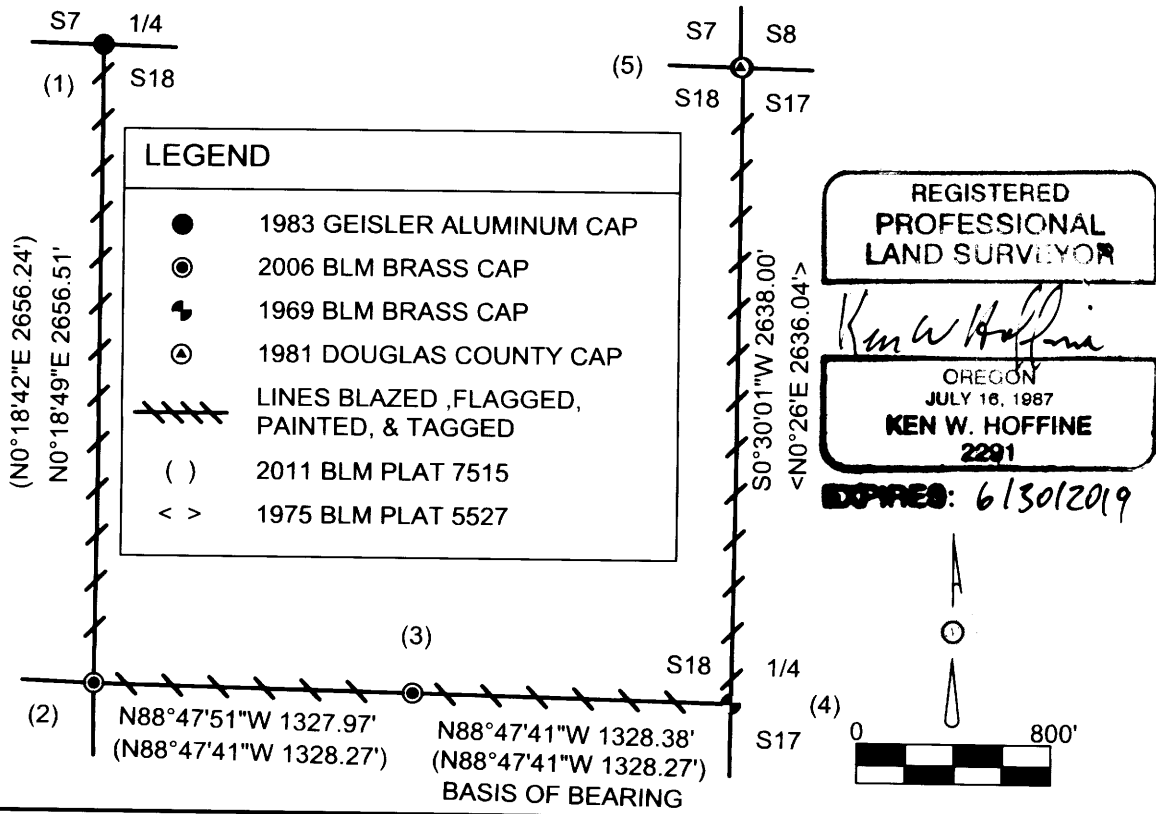 S7 1/4
(1) S18
S7 S8
(5)
S18 S17
LEGEND
1983 GEISLER ALUMINUM CAP
2006 BLM BRASS CAP
1969 BLM BRASS CAP
1981 DOUGLAS COUNTY CAP
LINES BLAZED ,FLAGGED,
PAINTED, & TAGGED
( ) 2011 BLM PLAT 7515
< > 1975 BLM PLAT 5527
(N0°18'42"E 2656.24')
N0°18'49"E 2656.51'
S0°30'01"W 2638.00'
<N0°26'E 2636.04'>
REGISTERED
PROFESSIONAL
LAND SURVEYOR
Ken W Hoffine
OREGON
JULY 16, 1987
KEN W. HOFFINE
2291
EXPIRES: 6/30/2019
(3)
S18 1/4
(2)
(4)
S17
N88°47'51"W 1327.97'
(N88°47'41"W 1328.27')
N88°47'41"W 1328.38'
(N88°47'41"W 1328.27')
BASIS OF BEARING
0 800'